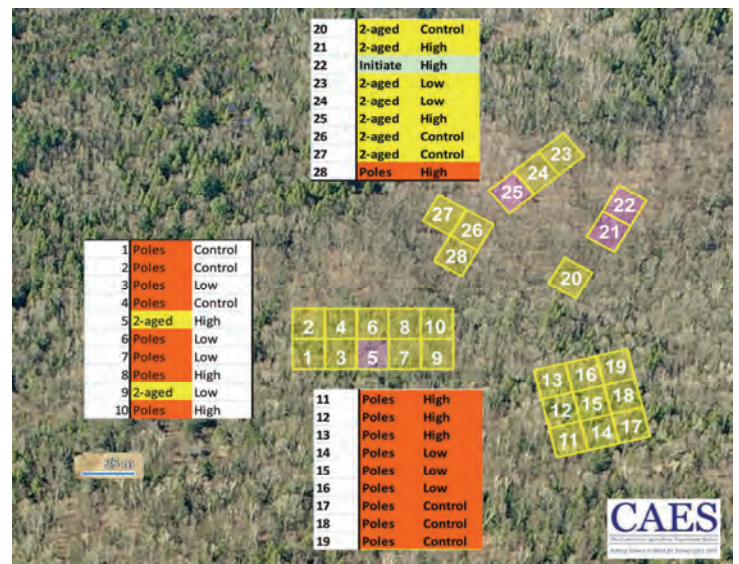 20 2-aged Control
21 2-aged High
22 Initiate High
23 2-aged Low
24 2-aged Low
25 2-aged High
26 2-aged Control
27 2-aged Control
28 Poles High
23
24
25
22
21
27
26
28
20
1 Poles Control
2 Poles Control
3 Poles Low
4 Poles Control
5 2-aged High
6 Poles Low
7 Poles Low
8 Poles High
9 2-aged Low
10 Poles High
2 4 6 8 10
1 3 5 7 9
13 16 19
12 15 18
11 14 17
11 Poles High
12 Poles High
13 Poles High
14 Poles Low
15 Poles Low
16 Poles Low
17 Poles Control
18 Poles Control
19 Poles Control
25 m
CAES
The Connecticut Agricultural Experiment Station